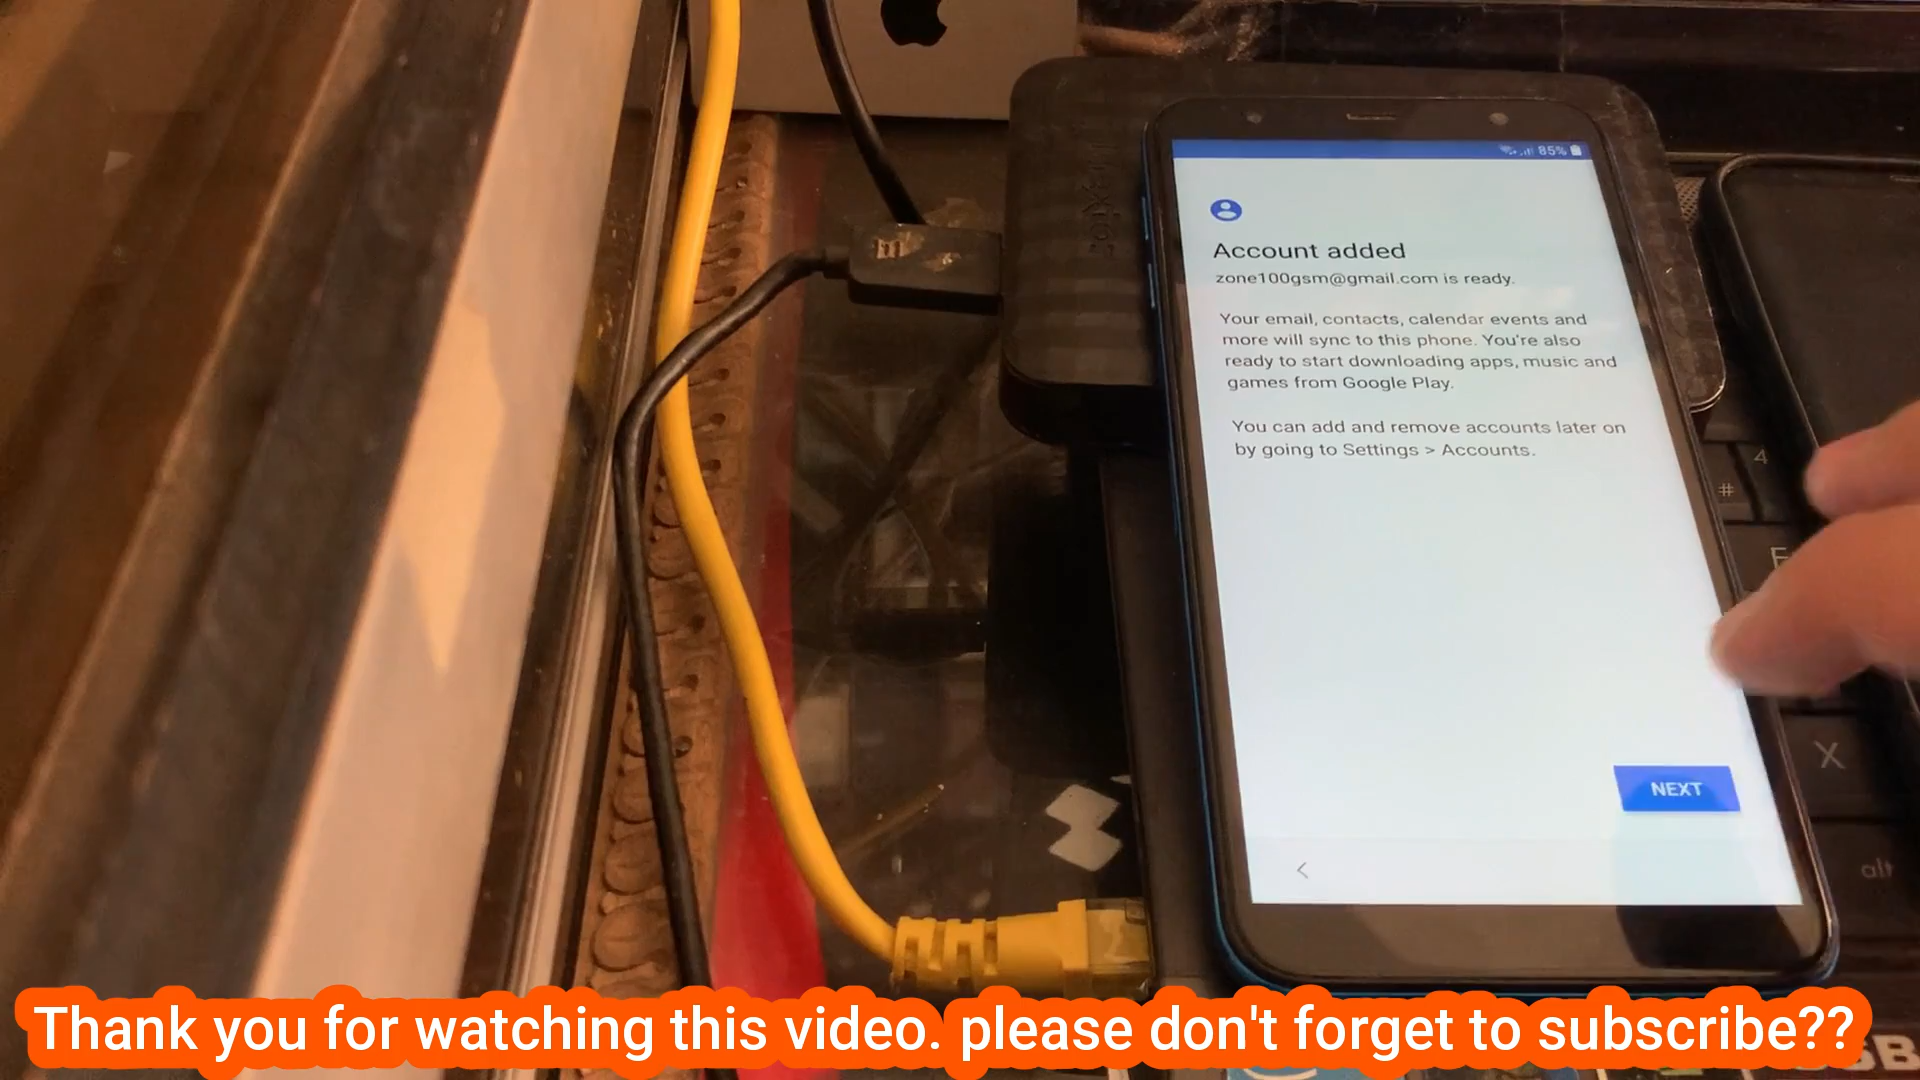 85%
Account added
zone100gsm@gmail.com is ready.
Your email, contacts, calendar events and
more will sync to this phone. You're also
ready to start downloading apps, music and
games from Google Play.
You can add and remove accounts later on
by going to Settings > Accounts.
NEXT
4
#
E
X
alt
Thank you for watching this video. please don't forget to subscribe??